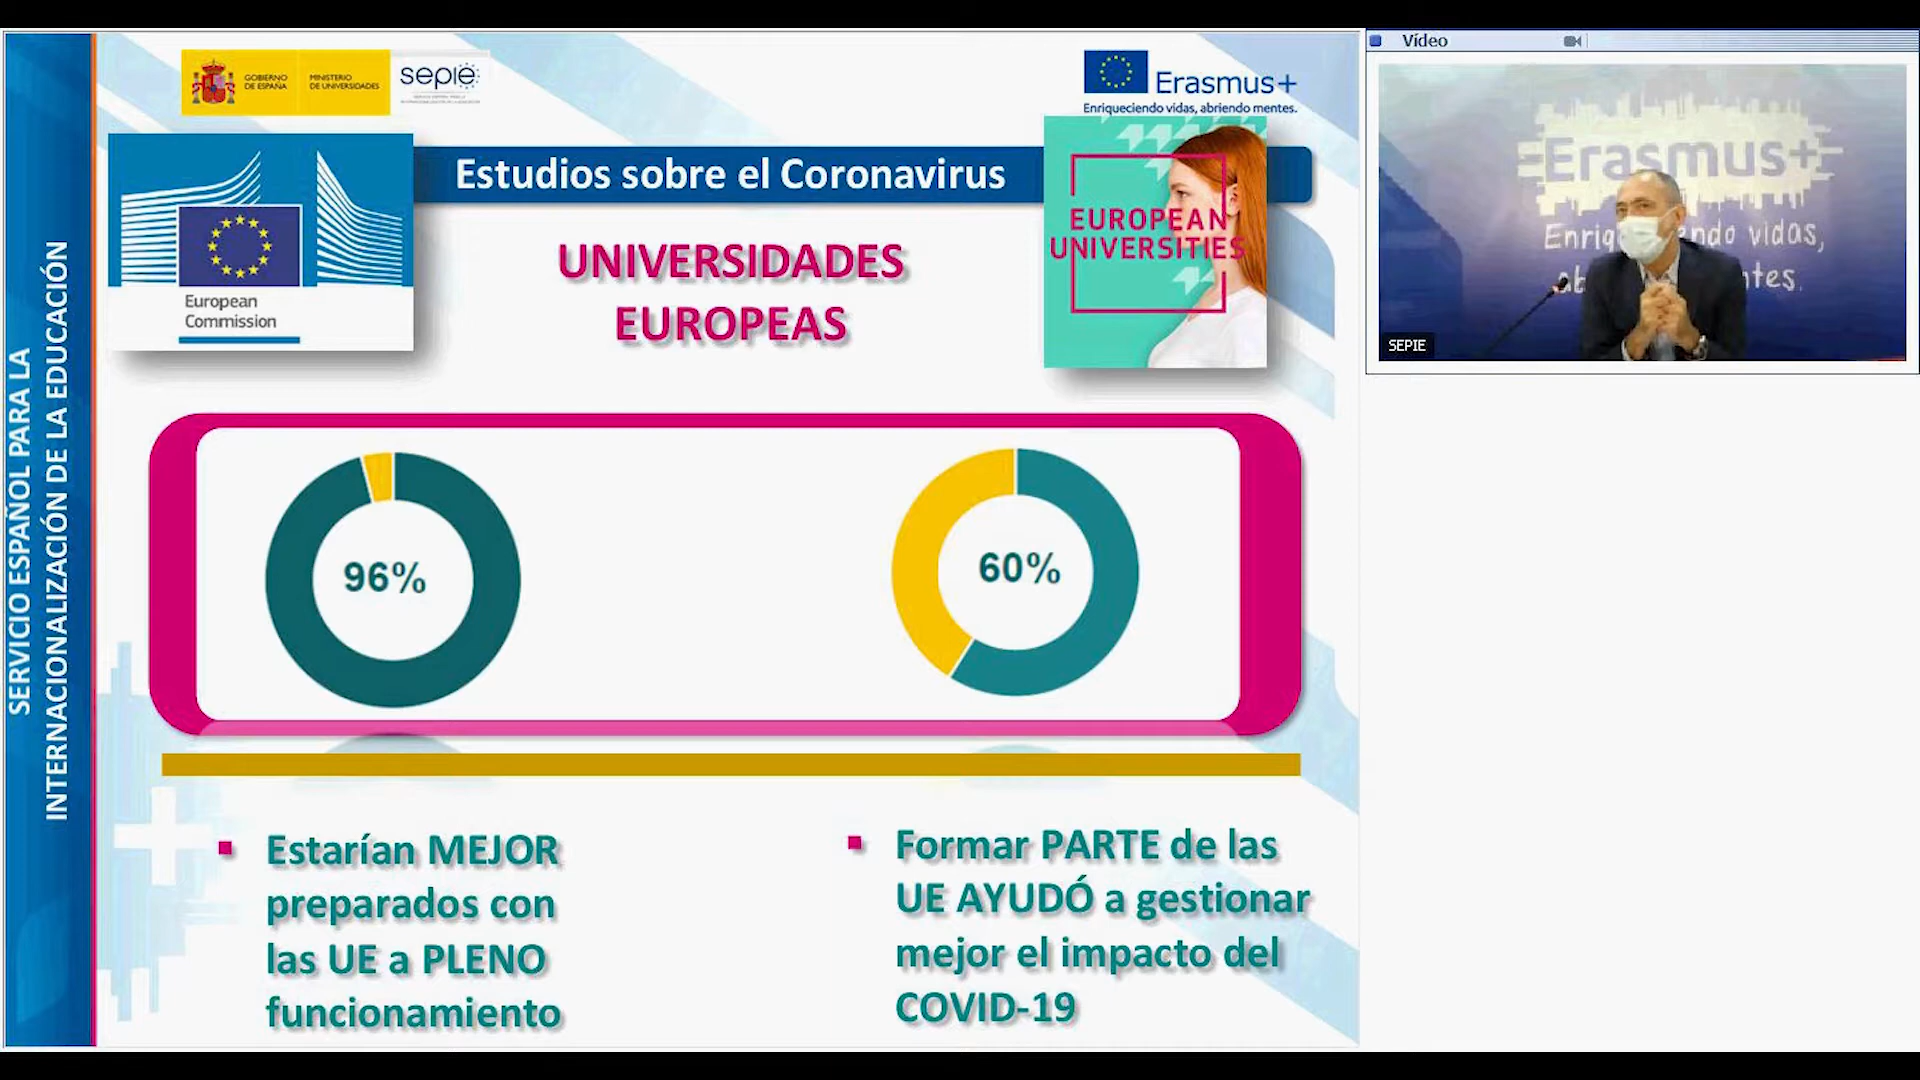 SERVICIO ESPAÑOL PARA LA
INTERNACIONALIZACIÓN DE LA EDUCACIÓN
GOBIERNO
DE ESPAÑA
MINISTERIO
DE UNIVERSIDADES
sepie
Erasmus+
Enriqueciendo vidas, abriendo mentes.
European
Commission
Estudios sobre el Coronavirus
UNIVERSIDADES
EUROPEAS
EUROPEAN
UNIVERSITIES
96%
60%
▪ Estarían MEJOR
preparados con
las UE a PLENO
funcionamiento
▪ Formar PARTE de las
UE AYUDÓ a gestionar
mejor el impacto del
COVID-19
Vídeo
Erasmus+
vidas,
SEPIE